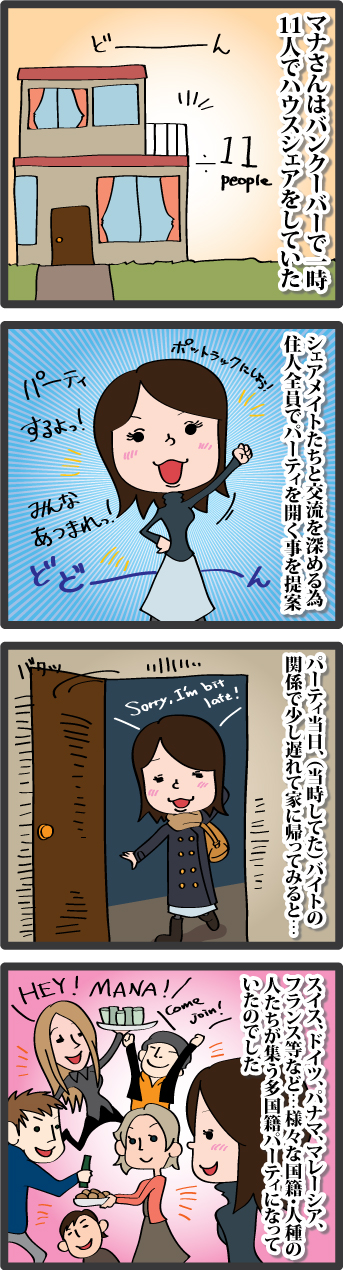 マナさんはバンクーバーで一時
11人でハウスシェアをしていた
ど———ん
÷11
people
シェアメイトたちと交流を深める為
住人全員でパーティを開く事を提案
ポットラックにしよう!
パーティ
するよっ!
みんな
あつまれっ!
どど———ん
パーティ当日、(当時してた)バイトの
関係で少し遅れて家に帰ってみると…
バタッ
Sorry, I'm bit
late!
スイス、ドイツ、パナマ、マレーシア、
フランス等など…様々な国籍・人種の
人たちが集う多国籍パーティになって
いたのでした
HEY! MANA!
Come
join!